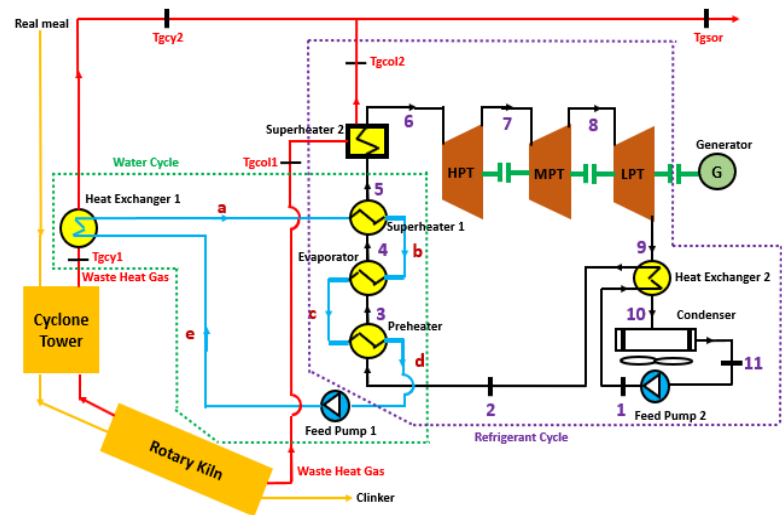 Real meal
Tgcy2
Tgsor
Tgcol2
Superheater 2
6
7
8
Generator
Water Cycle
Tgcol1
HPT
MPT
LPT
G
Heat Exchanger 1
5
a
Superheater 1
Tgcy1
Evaporator
4
b
9
Waste Heat Gas
Heat Exchanger 2
Cyclone
Tower
c
3
Preheater
10
Condenser
e
d
11
2
1
Feed Pump 1
Feed Pump 2
Refrigerant Cycle
Rotary Kiln
Waste Heat Gas
Clinker